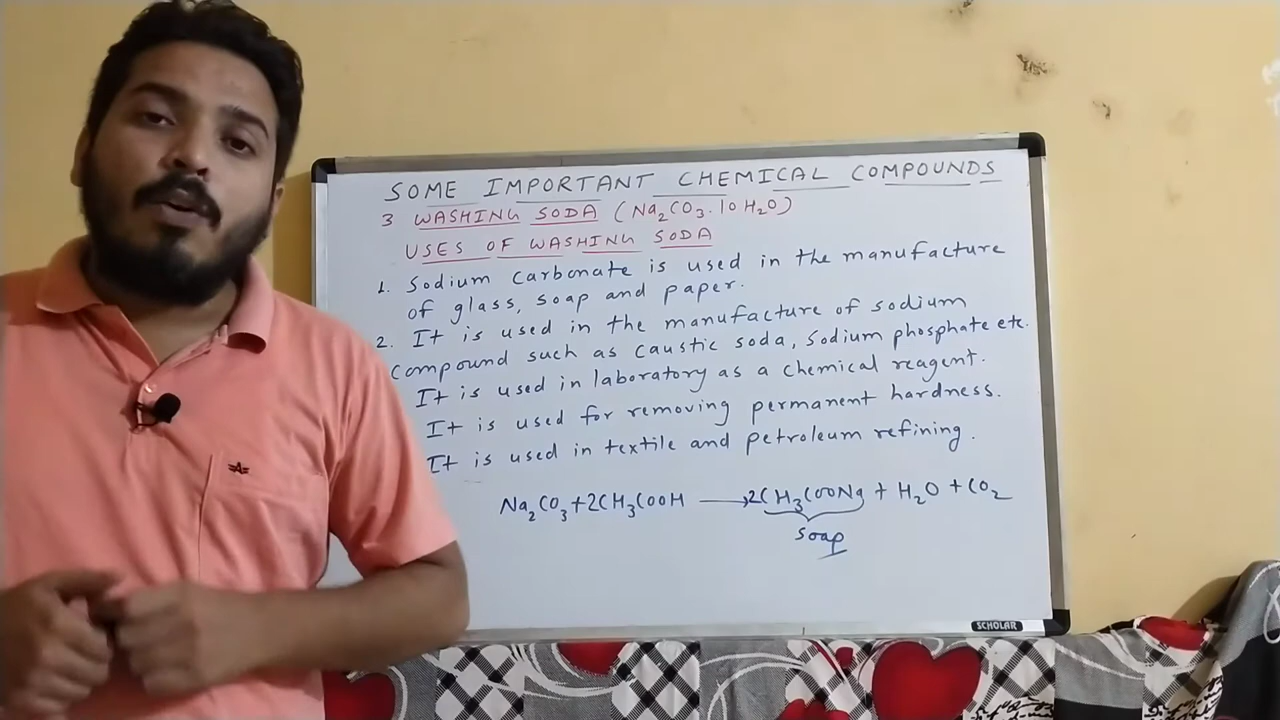 SOME IMPORTANT CHEMICAL COMPOUNDS
3 WASHING SODA (Na₂CO₃.10H₂O)
USES OF WASHING SODA
1. Sodium carbonate is used in the manufacture
of glass, soap and paper.
2. It is used in the manufacture of sodium
compound such as caustic soda, Sodium phosphate etc.
It is used in laboratory as a chemical reagent.
It is used for removing permanent hardness.
It is used in textile and petroleum refining.
Na₂CO₃+2CH₃COOH ⟶ 2CH₃COONa + H₂O + CO₂
Soap
SCHOLAR